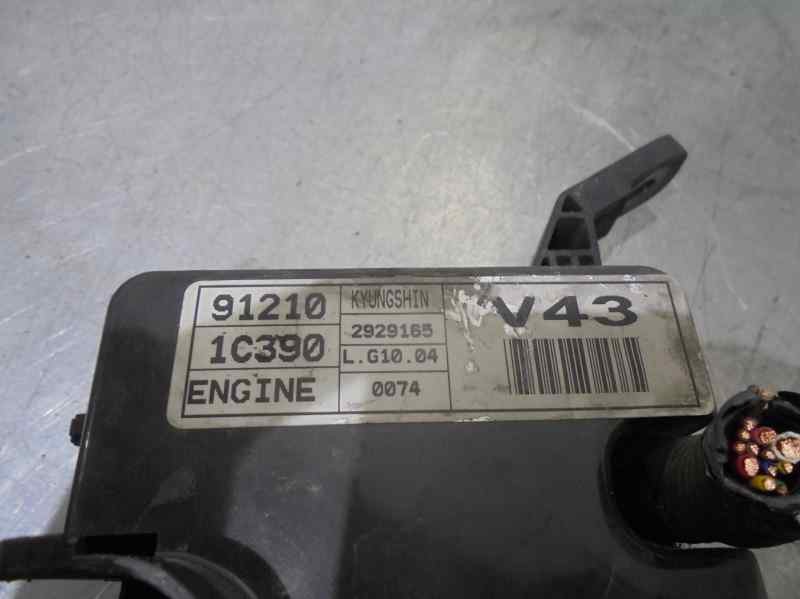 91210
1C390
ENGINE
KYUNGSHIN
2929165
L.G10.04
0074
V43